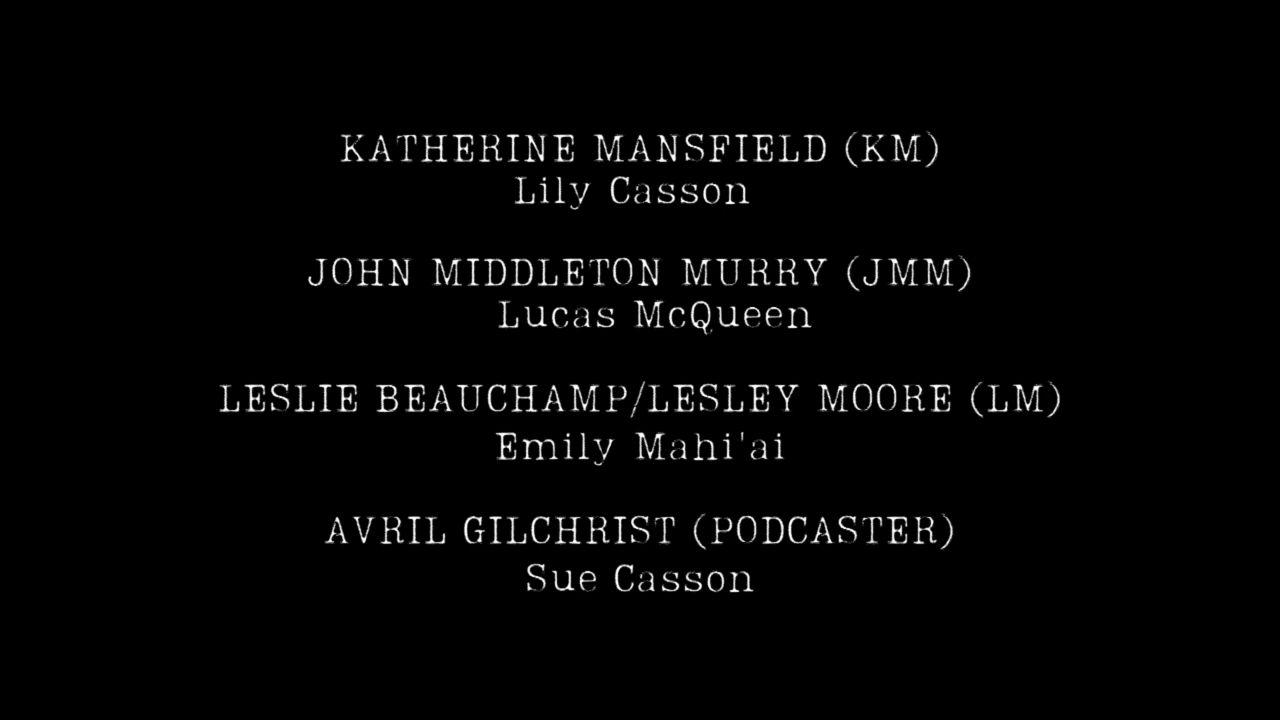 KATHERINE MANSFIELD (KM)
Lily Casson
JOHN MIDDLETON MURRY (JMM)
Lucas McQueen
LESLIE BEAUCHAMP/LESLEY MOORE (LM)
Emily Mahi'ai
AVRIL GILCHRIST (PODCASTER)
Sue Casson